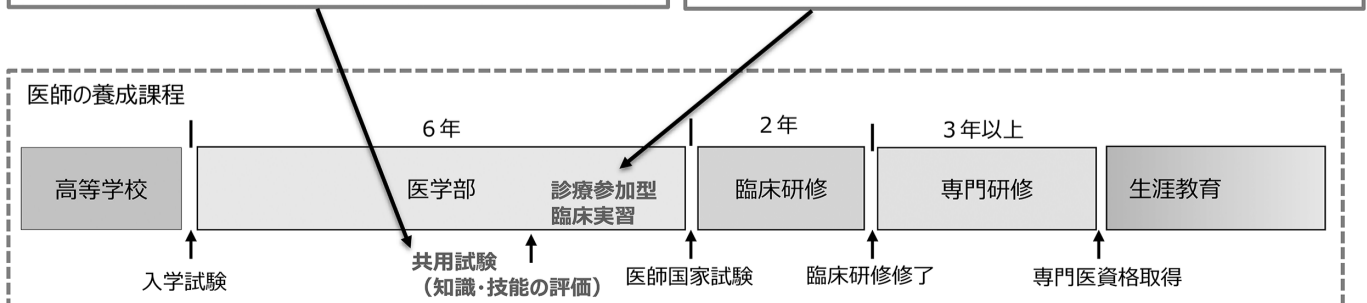 医師の養成課程
6年
2年
3年以上
高等学校
医学部
診療参加型
臨床実習
臨床研修
専門研修
生涯教育
入学試験
共用試験
（知識・技能の評価）
医師国家試験
臨床研修修了
専門医資格取得